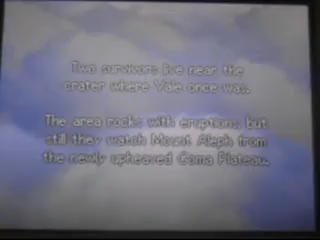 Two survivors live near the
crater where Vale once was.
The area rocks with eruptions, but
still they watch Mount Aleph from
the newly upheaved Goma Plateau.